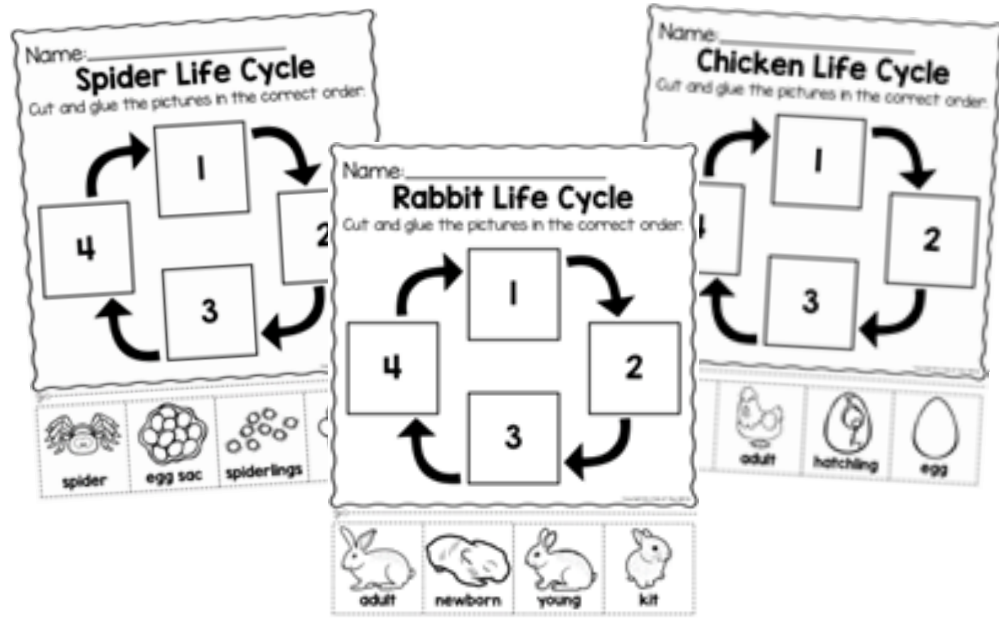 Name:
Spider Life Cycle
Cut and glue the pictures in the correct order.
1
2
3
4
spider
egg sac
spiderlings
Name:
Rabbit Life Cycle
Cut and glue the pictures in the correct order.
1
2
3
4
adult
newborn
young
kit
Name:
Chicken Life Cycle
Cut and glue the pictures in the correct order.
1
2
3
4
adult
hatchling
egg